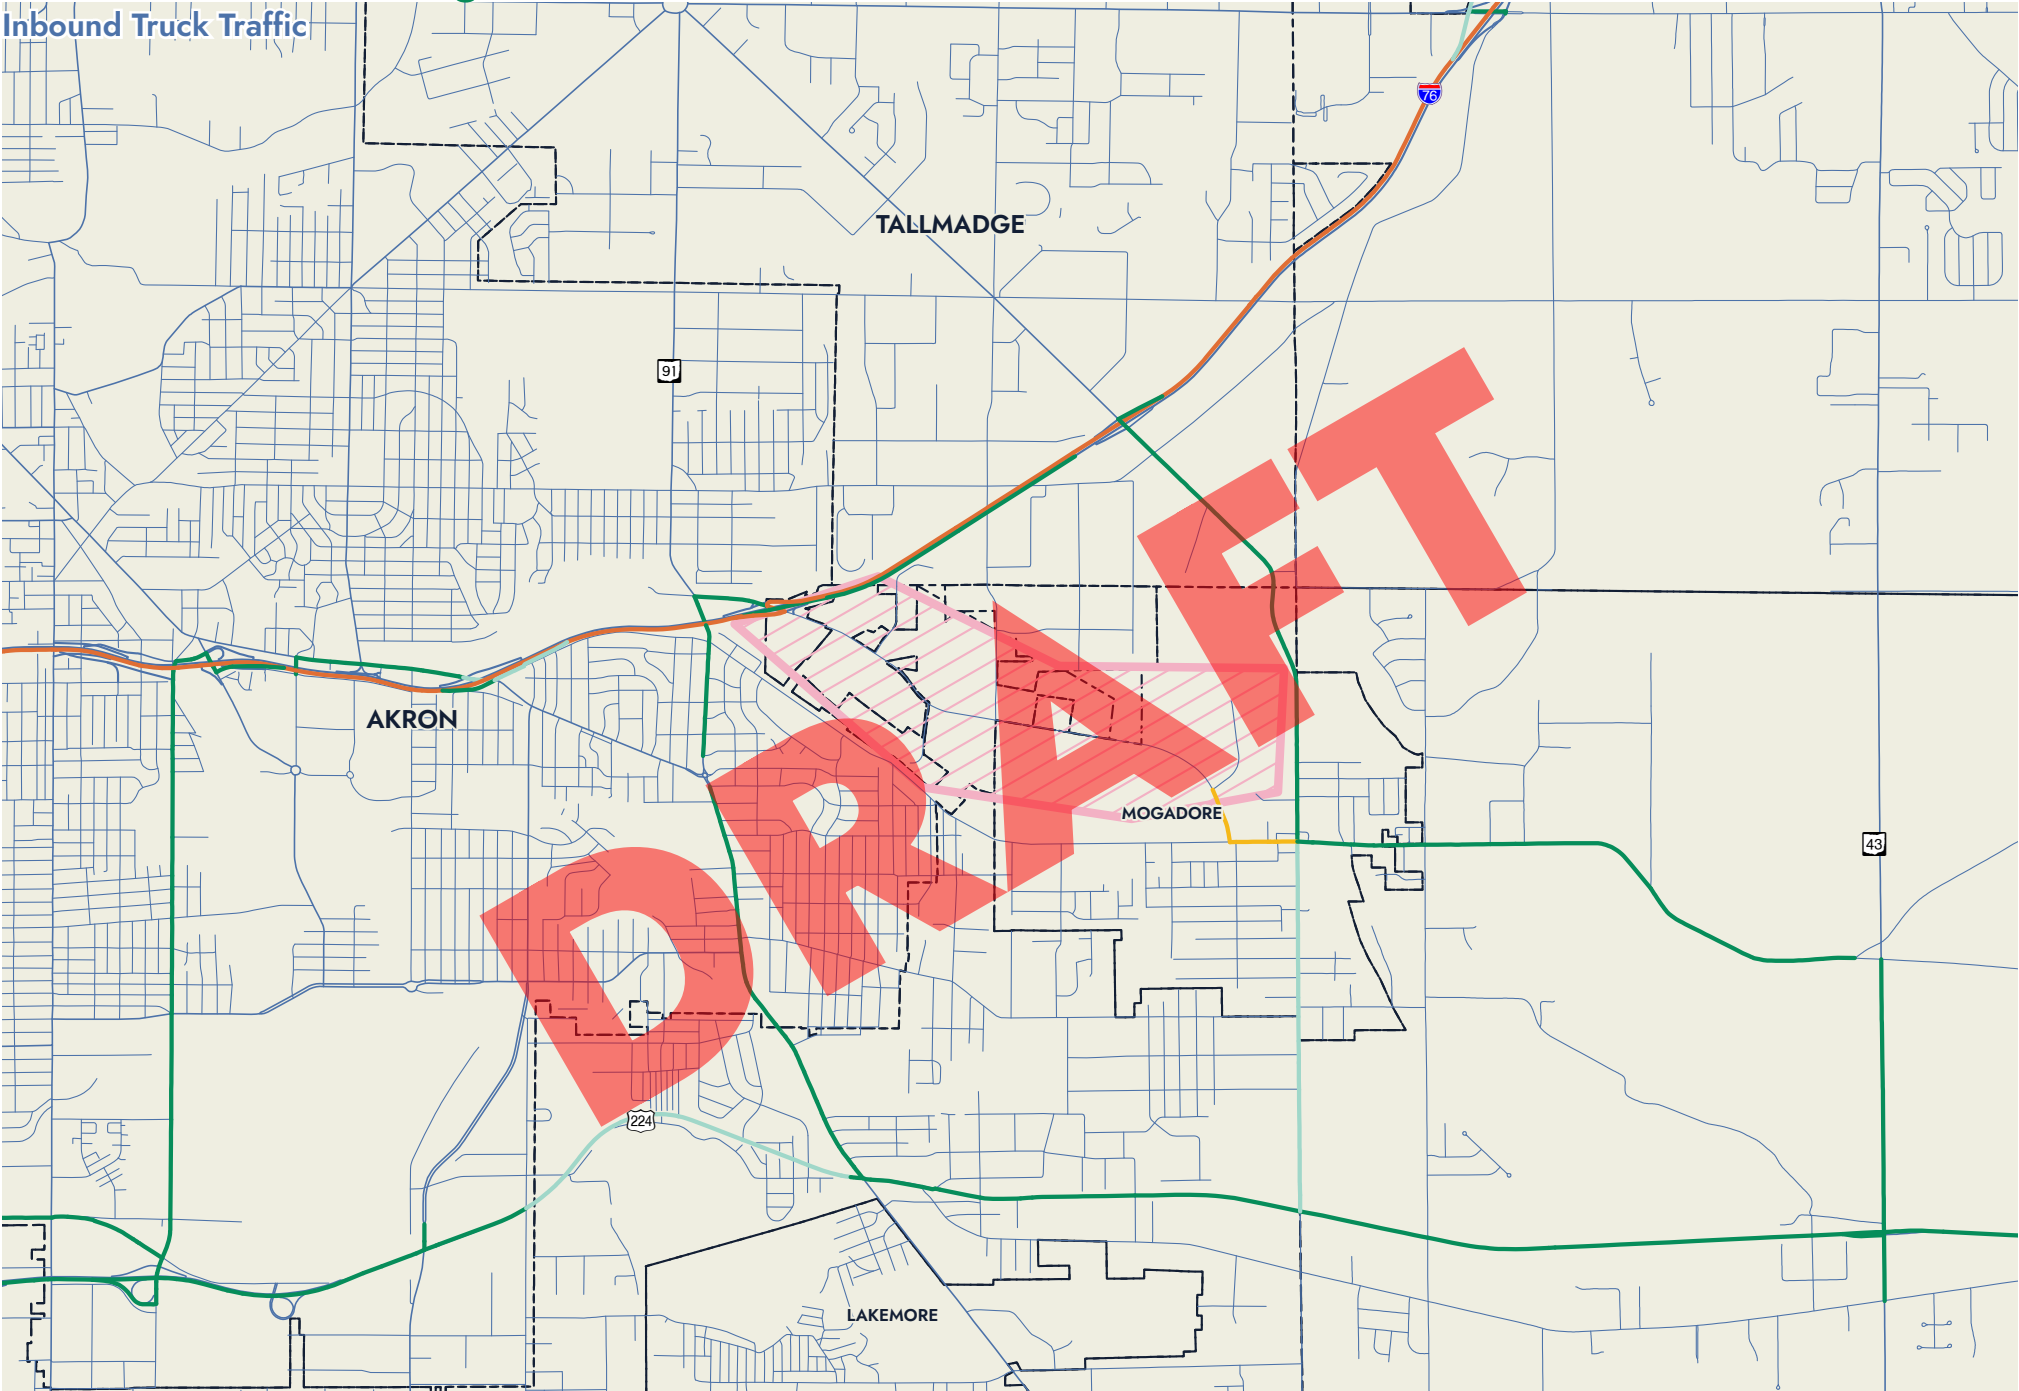 Inbound Truck Traffic
76
TALLMADGE
91
AKRON
MOGADORE
43
DRAFT
224
LAKEMORE